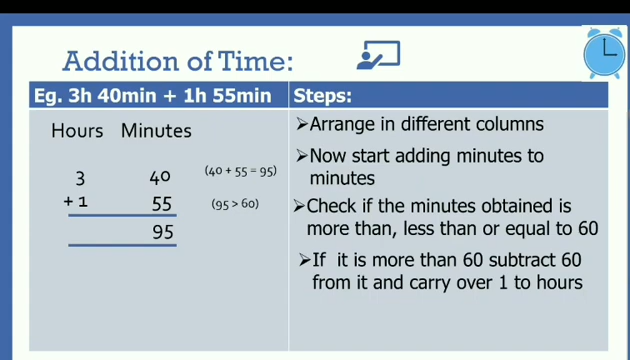 Addition of Time:
Eg. 3h 40min + 1h 55min
Hours Minutes
3 40 (40 + 55 = 95)
+ 1 55 (95 > 60)
95
Steps:
➢Arrange in different columns
➢Now start adding minutes to
minutes
➢Check if the minutes obtained is
more than, less than or equal to 60
➢If it is more than 60 subtract 60
from it and carry over 1 to hours